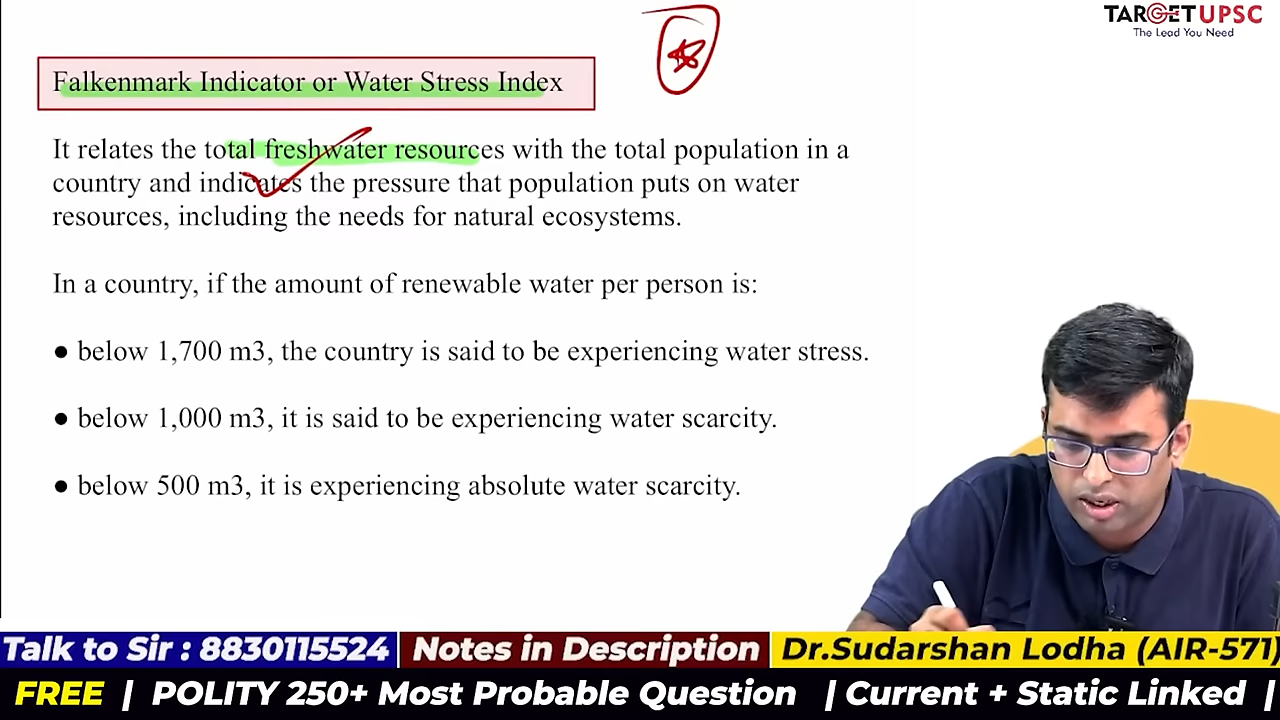 TARGETUPSC
The Lead You Need
Falkenmark Indicator or Water Stress Index
It relates the total freshwater resources with the total population in a
country and indicates the pressure that population puts on water
resources, including the needs for natural ecosystems.
In a country, if the amount of renewable water per person is:
● below 1,700 m3, the country is said to be experiencing water stress.
● below 1,000 m3, it is said to be experiencing water scarcity.
● below 500 m3, it is experiencing absolute water scarcity.
Talk to Sir : 8830115524 Notes in Description Dr.Sudarshan Lodha (AIR-571)
FREE | POLITY 250+ Most Probable Question | Current + Static Linked |